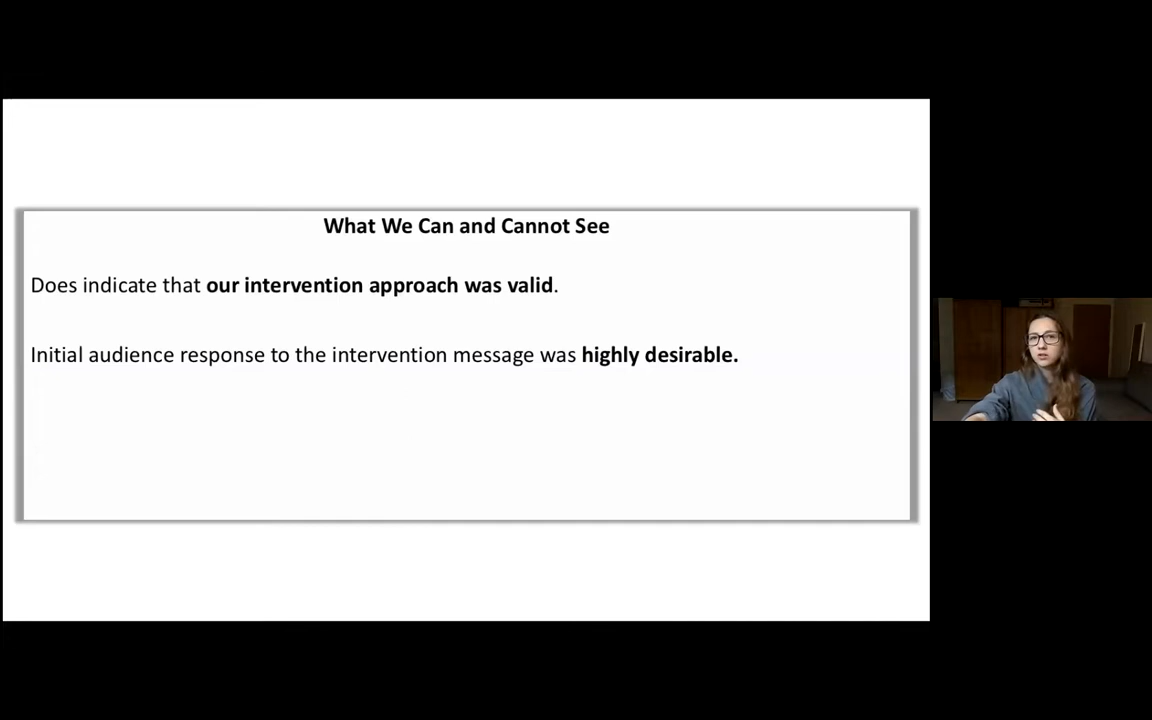 What We Can and Cannot See
Does indicate that our intervention approach was valid.
Initial audience response to the intervention message was highly desirable.